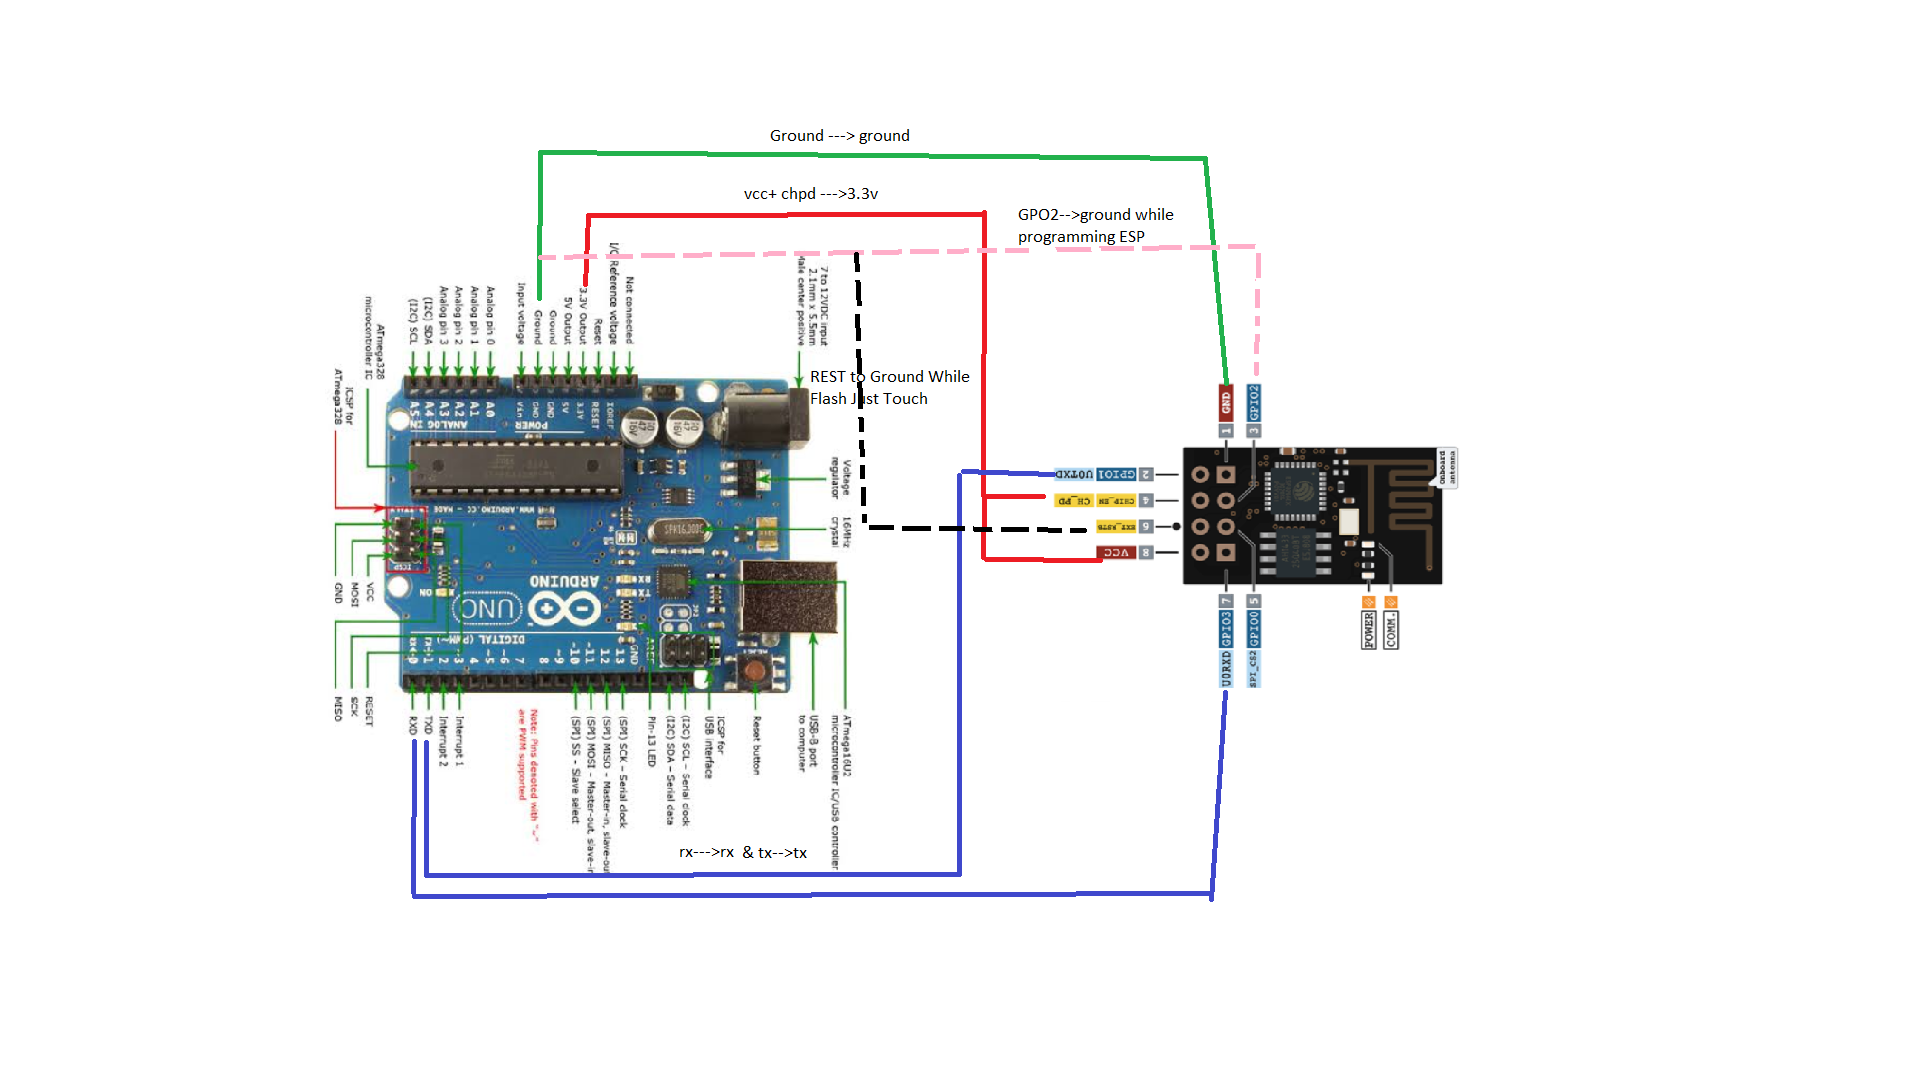 Ground ---> ground
vcc+ chpd --->3.3v
GPO2-->ground while
programming ESP
REST to Ground While
Flash Just Touch
rx--->rx & tx-->tx
Not connected
I/O Reference voltage
Reset
3.3V Output
5V Output
Ground
Ground
Input voltage
Analog pin 0
Analog pin 1
Analog pin 2
Analog pin 3
(I2C) SDA
(I2C) SCL
ATmega328
microcontroller IC
ICSP for
ATmega328
7 to 12VDC input
2.1mm x 5.5mm
Male center positive
Voltage
regulator
16MHz
crystal
IOREF
RESET
3.3V
5V
GND
GND
Vin
POWER
A0
A1
A2
A3
A4
A5
ANALOG IN
WWW.ARDUINO.CC - MADE
SPK16.000G
ICSP
ON
RX
TX
ARDUINO
UNO
DIGITAL (PWM~)
RX←0
TX→1
2
~3
4
~5
~6
7
8
~9
~10
~11
12
13
GND
AREF
GND
MOSI
VCC
MISO
SCK
RESET
RXD
TXD
Interrupt 2
Interrupt 1
Note: Pins denoted with "~"
are PWM supported
(SPI) SS - Slave select
(SPI) MOSI - Master-out, slave-in
(SPI) MISO - Master-in, slave-out
(SPI) SCK - Serial clock
Pin-13 LED
(I2C) SDA - Serial data
(I2C) SCL - Serial clock
ICSP for
USB interface
Reset button
USB-B port
to computer
ATmega16U2
microcontroller IC/USB controller
GND
1
GPIO2
3
U0TXD GPIO1 2
CH_PD CHIP_EN 4
EXT_RSTB 6
VCC 8
7 GPIO3 U0RXD
5 GPIO0 SPI_CS2
Onboard
antenna
POWER
COMM.